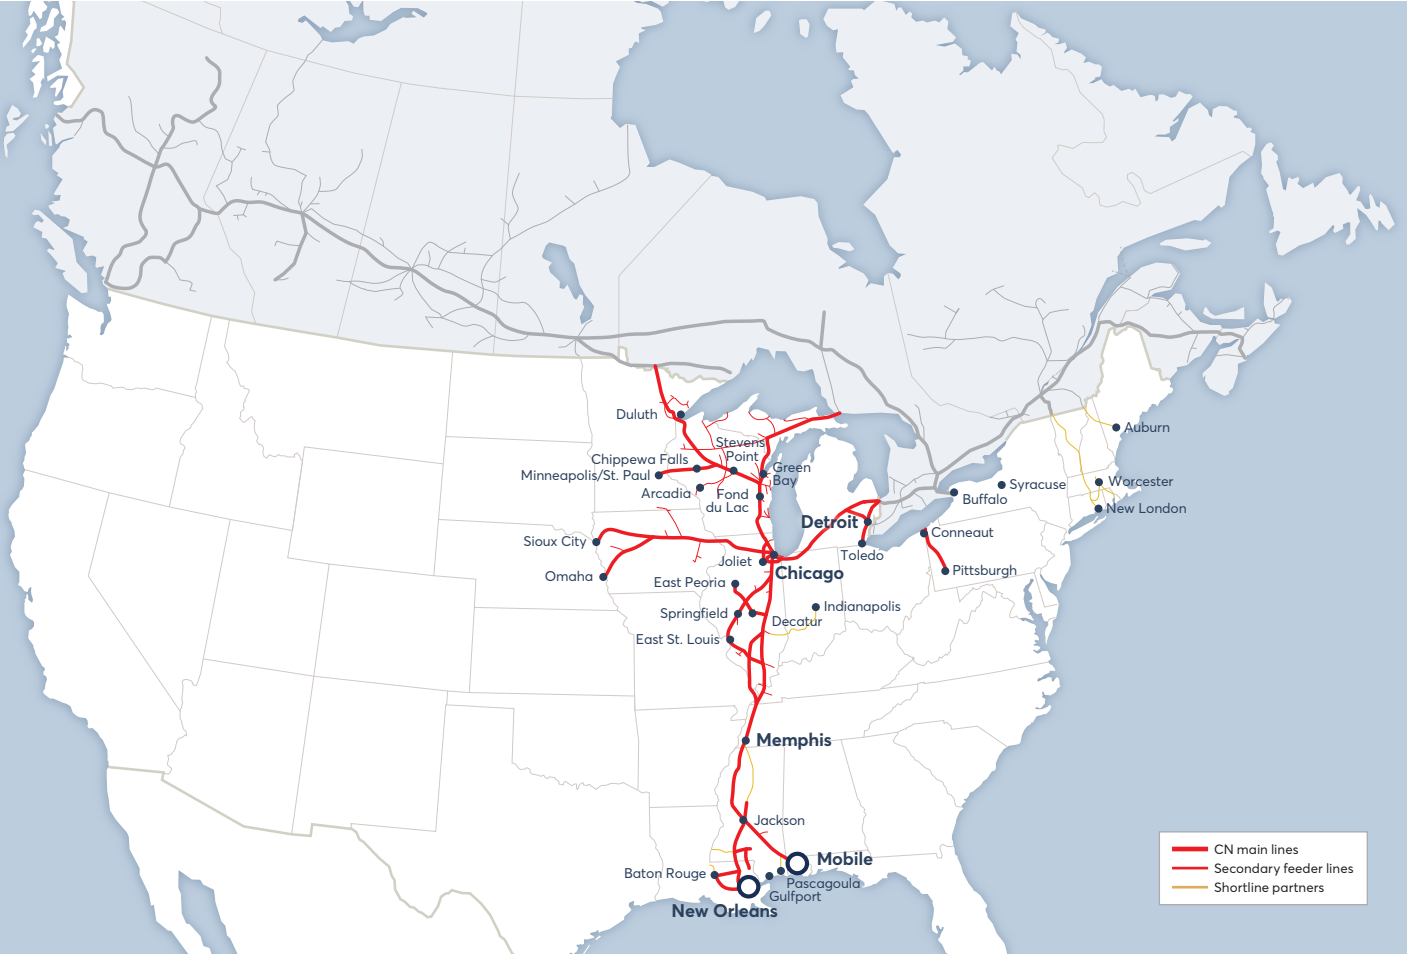 Duluth
Stevens
Point
Chippewa Falls
Minneapolis/St. Paul
Green
Bay
Arcadia
Fond
du Lac
Auburn
Syracuse
Worcester
Buffalo
New London
Detroit
Conneaut
Sioux City
Toledo
Joliet
Chicago
Pittsburgh
Omaha
East Peoria
Springfield
Indianapolis
Decatur
East St. Louis
Memphis
Jackson
Mobile
Baton Rouge
Pascagoula
Gulfport
New Orleans
CN main lines
Secondary feeder lines
Shortline partners